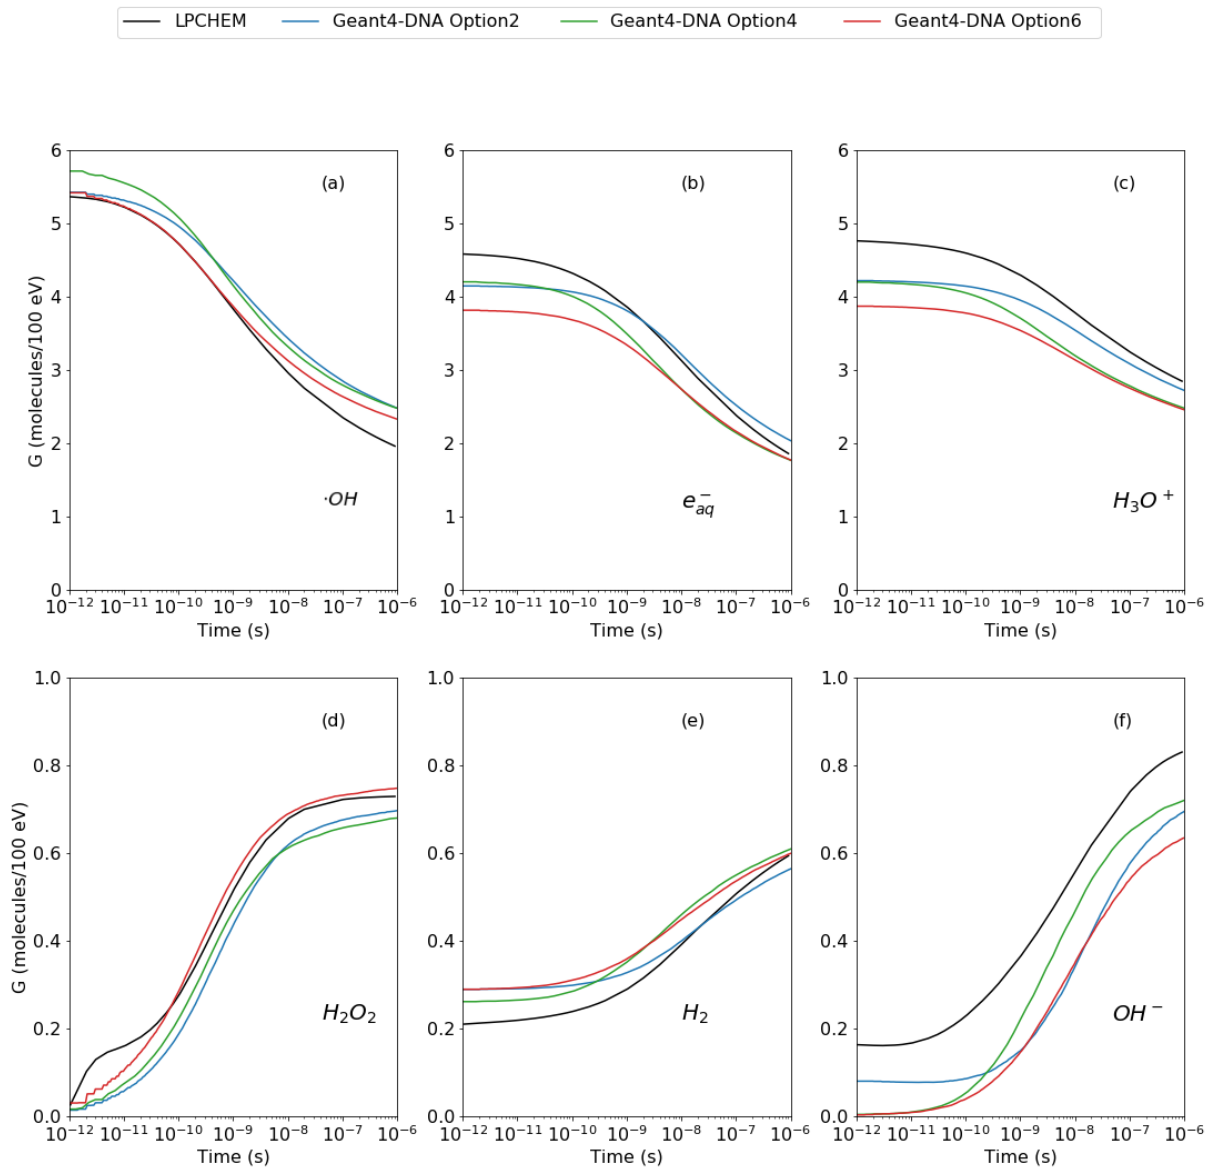 LPCHEM Geant4-DNA Option2 Geant4-DNA Option4 Geant4-DNA Option6
6 6 6
(a) (b) (c)
5 5 5
4 4 4
G (molecules/100 eV)
3 3 3
2 2 2
·OH e⁻aq H₃O⁺
1 1 1
0 0 0
10⁻¹² 10⁻¹¹ 10⁻¹⁰ 10⁻⁹ 10⁻⁸ 10⁻⁷ 10⁻⁶ 10⁻¹² 10⁻¹¹ 10⁻¹⁰ 10⁻⁹ 10⁻⁸ 10⁻⁷ 10⁻⁶ 10⁻¹² 10⁻¹¹ 10⁻¹⁰ 10⁻⁹ 10⁻⁸ 10⁻⁷ 10⁻⁶
Time (s) Time (s) Time (s)
1.0 1.0 1.0
(d) (e) (f)
0.8 0.8 0.8
0.6 0.6 0.6
G (molecules/100 eV)
0.4 0.4 0.4
H₂O₂ H₂ OH⁻
0.2 0.2 0.2
0.0 0.0 0.0
10⁻¹² 10⁻¹¹ 10⁻¹⁰ 10⁻⁹ 10⁻⁸ 10⁻⁷ 10⁻⁶ 10⁻¹² 10⁻¹¹ 10⁻¹⁰ 10⁻⁹ 10⁻⁸ 10⁻⁷ 10⁻⁶ 10⁻¹² 10⁻¹¹ 10⁻¹⁰ 10⁻⁹ 10⁻⁸ 10⁻⁷ 10⁻⁶
Time (s) Time (s) Time (s)